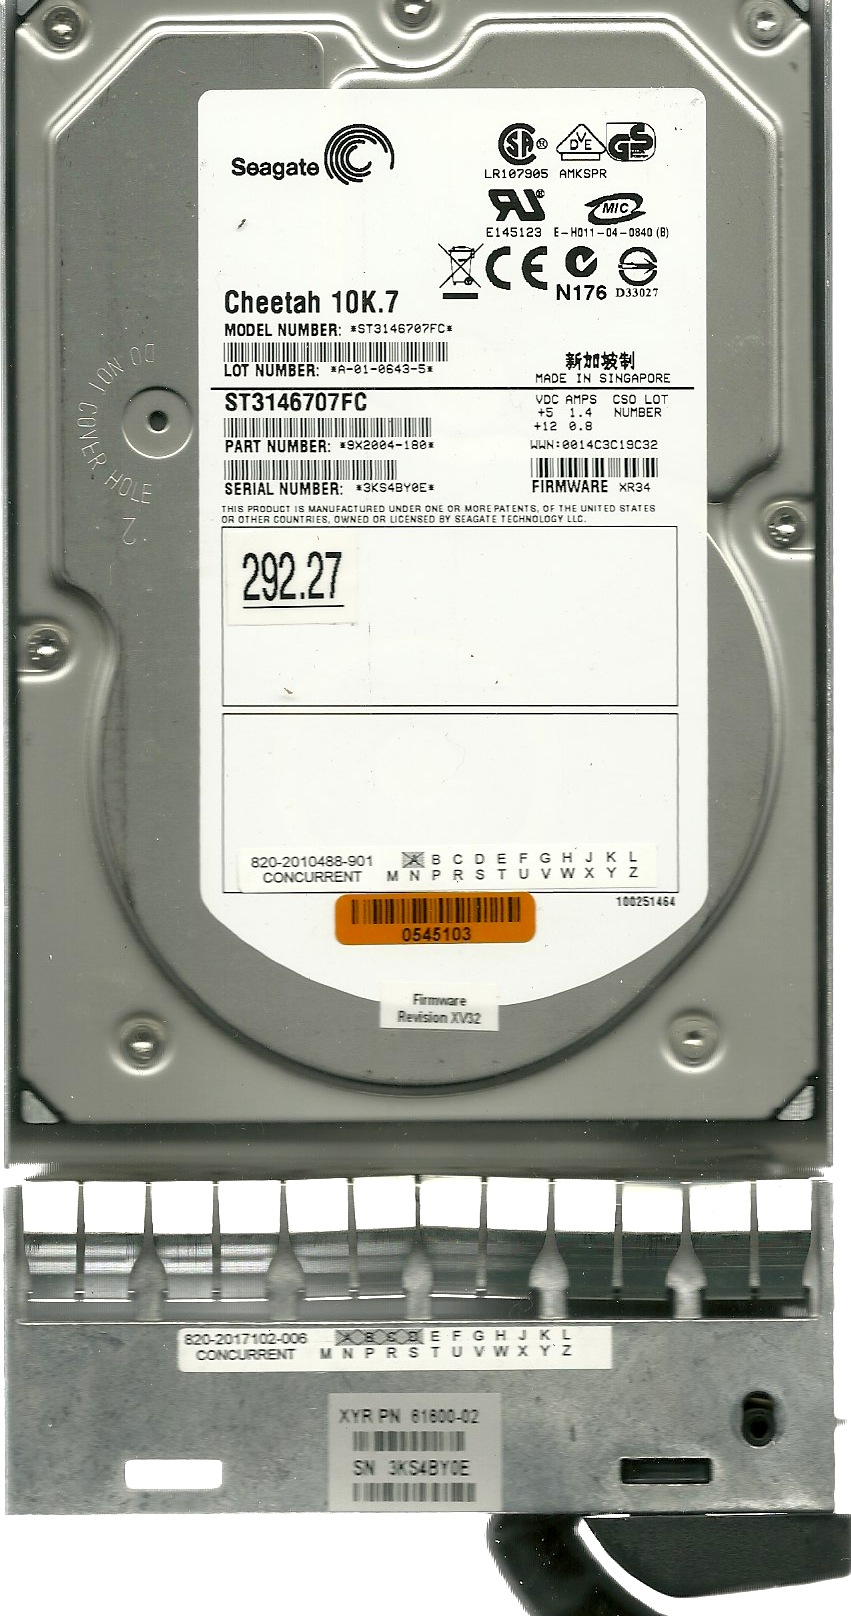 Seagate
LR107905 AMKSPR
E145123 E-H011-04-0840 (B)
N176 D33027
Cheetah 10K.7
MODEL NUMBER: *ST3146707FC*
LOT NUMBER: *A-01-0643-5*
新加坡制
MADE IN SINGAPORE
ST3146707FC
VDC AMPS CSO LOT
+5 1.4 NUMBER
+12 0.8
PART NUMBER: *9X2004-180*
WWN:0014C3C19C32
SERIAL NUMBER: *3KS4BY0E*
FIRMWARE XR34
THIS PRODUCT IS MANUFACTURED UNDER ONE OR MORE PATENTS, OF THE UNITED STATES
OR OTHER COUNTRIES, OWNED OR LICENSED BY SEAGATE TECHNOLOGY LLC.
DO NOT COVER HOLE
2
292.27
820-2010488-901 A B C D E F G H J K L
CONCURRENT M N P R S T U V W X Y Z
100251464
0545103
Firmware
Revision XV32
820-2017102-006 A B C D E F G H J K L
CONCURRENT M N P R S T U V W X Y Z
XYR PN 61600-02
SN 3KS4BY0E